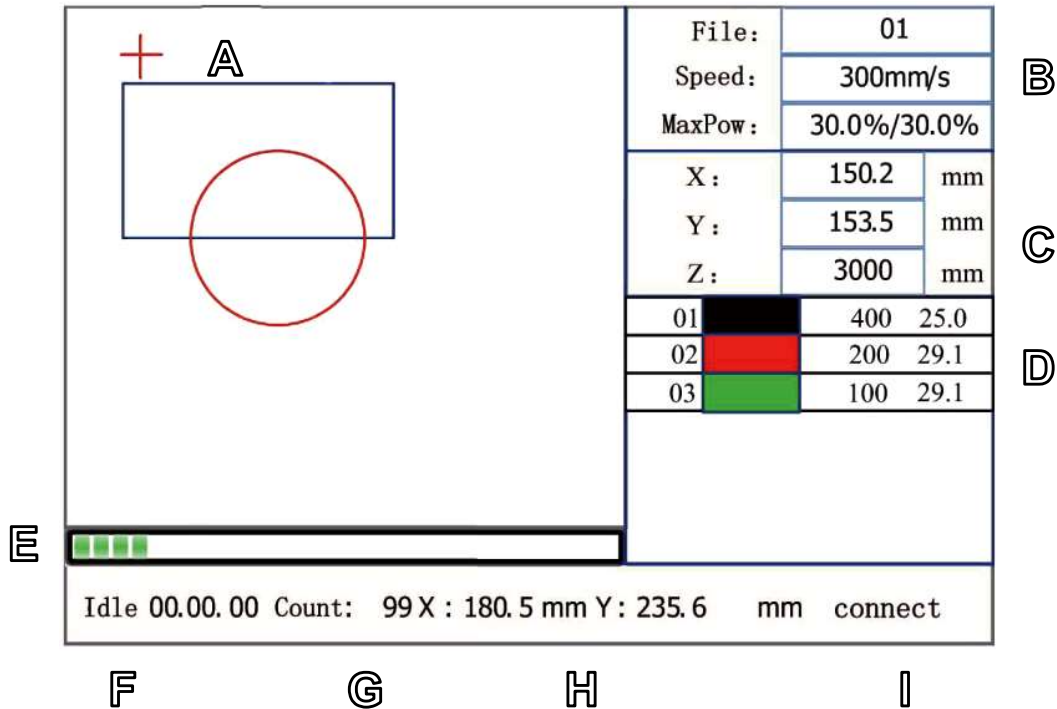 A
File: 01
Speed: 300mm/s
B
MaxPow: 30.0%/30.0%
X: 150.2 mm
Y: 153.5 mm
C
Z: 3000 mm
01 400 25.0
02 200 29.1
D
03 100 29.1
E
Idle 00.00.00 Count: 99 X : 180.5 mm Y: 235.6 mm connect
F G H I